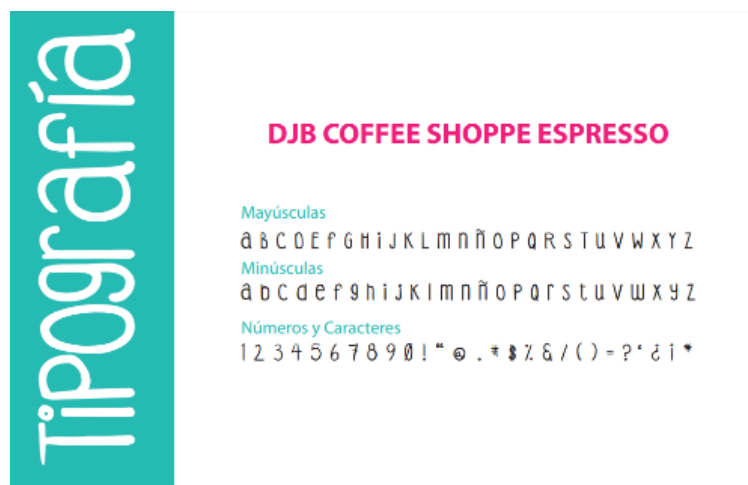 Tipografía
DJB COFFEE SHOPPE ESPRESSO
Mayúsculas
a B C D E f G H i J K L m n ñ O P Q R S T u V W X Y Z
Minúsculas
a b c d e f g h i J K l m n ñ o P q r s t u v w x y z
Números y Caracteres
1 2 3 4 5 6 7 8 9 0 ! “ @ . * $ % & / ( ) = ? ‘ ¿ ¡ *